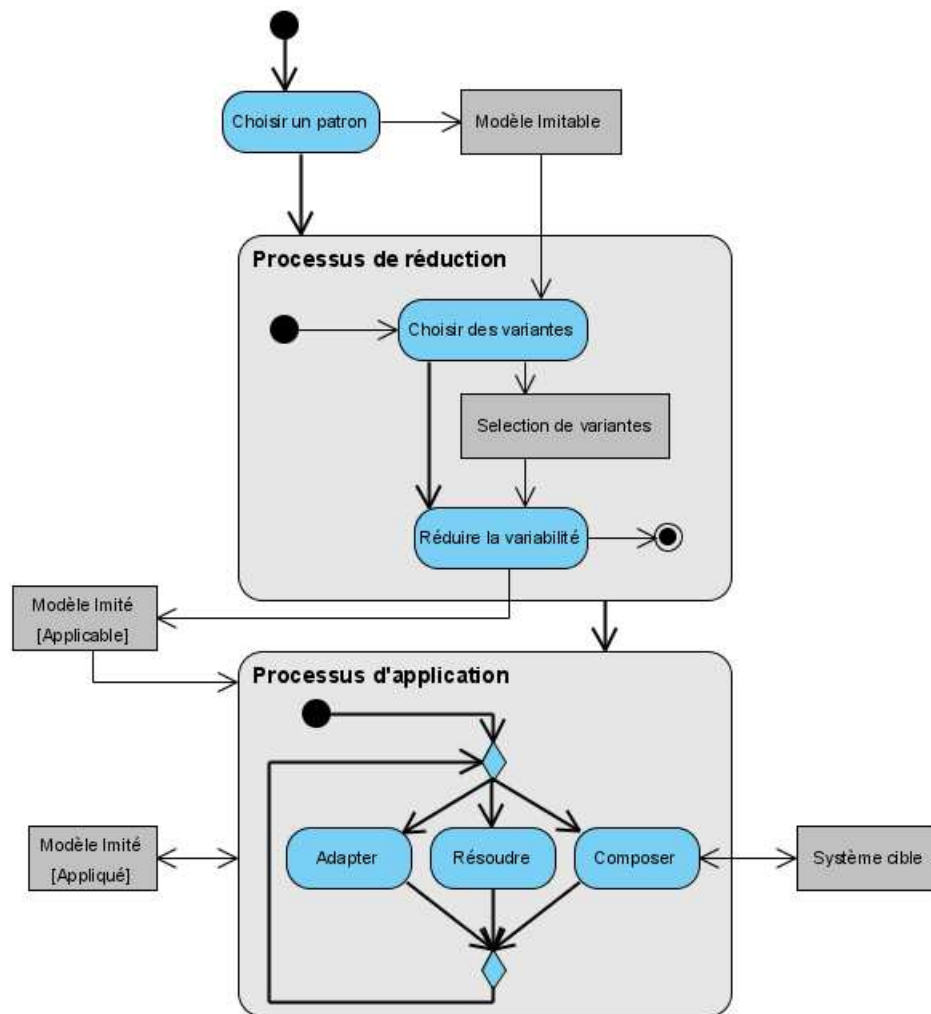 Choisir un patron
Modèle Imitable
Processus de réduction
Choisir des variantes
Selection de variantes
Réduire la variabilité
Modèle Imité
[Applicable]
Processus d'application
Modèle Imité
[Appliqué]
Adapter
Résoudre
Composer
Système cible